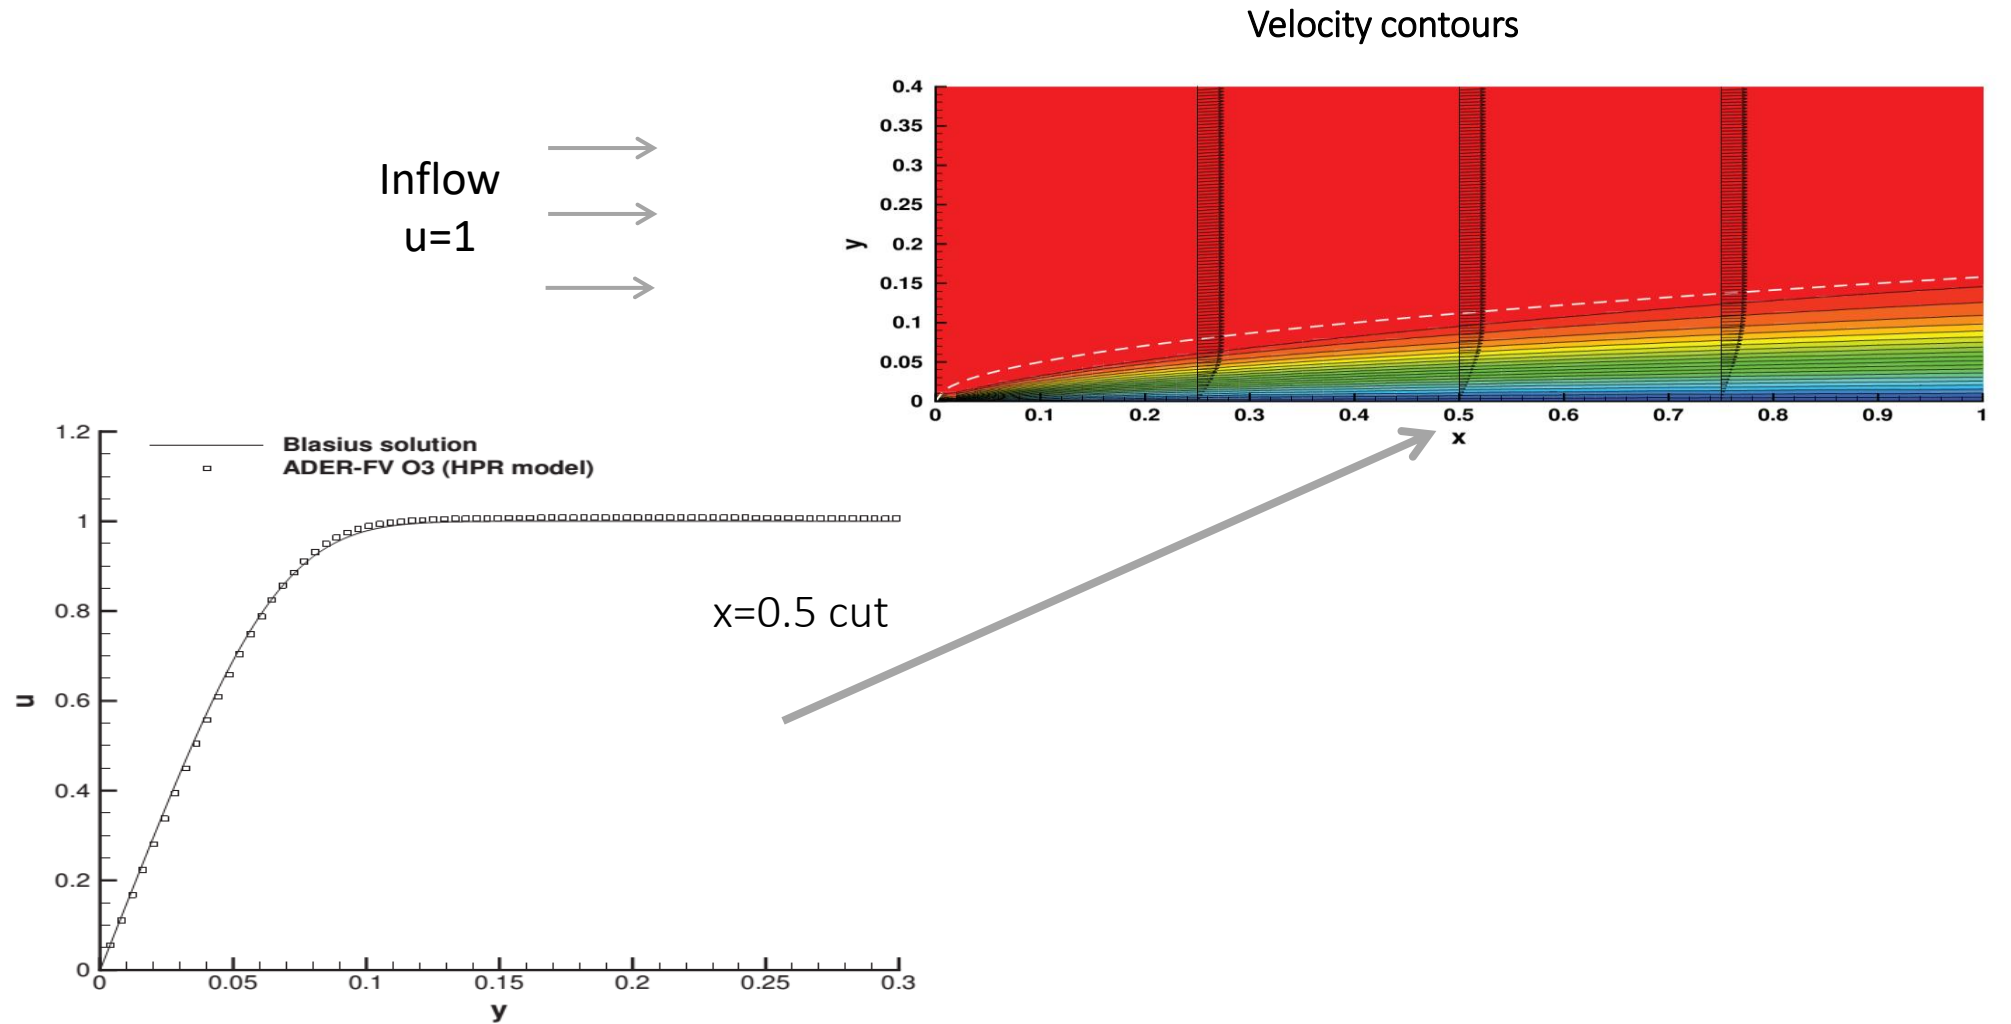 Velocity contours
Inflow
u=1
0.4
0.35
0.3
0.25
0.2
0.15
0.1
0.05
0
y
0 0.1 0.2 0.3 0.4 0.5 0.6 0.7 0.8 0.9 1
x
Blasius solution
ADER-FV O3 (HPR model)
x=0.5 cut
1.2
1
0.8
0.6
0.4
0.2
0
u
0 0.05 0.1 0.15 0.2 0.25 0.3
y